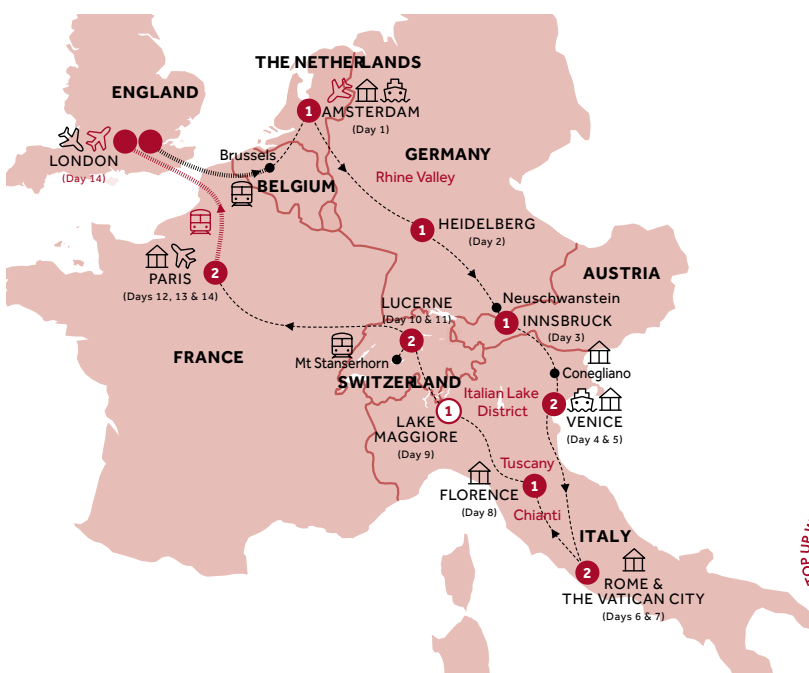 THE NETHERLANDS
ENGLAND
1
AMSTERDAM
(Day 1)
LONDON
(Day 14)
Brussels
BELGIUM
GERMANY
Rhine Valley
1
HEIDELBERG
(Day 2)
2
PARIS
(Days 12, 13 & 14)
AUSTRIA
Neuschwanstein
1
INNSBRUCK
(Day 3)
LUCERNE
(Day 10 & 11)
2
Mt Stanserhorn
SWITZERLAND
FRANCE
Conegliano
Italian Lake
District
2
VENICE
(Day 4 & 5)
1
LAKE
MAGGIORE
(Day 9)
Tuscany
1
FLORENCE
(Day 8)
Chianti
ITALY
2
ROME &
THE VATICAN CITY
(Days 6 & 7)